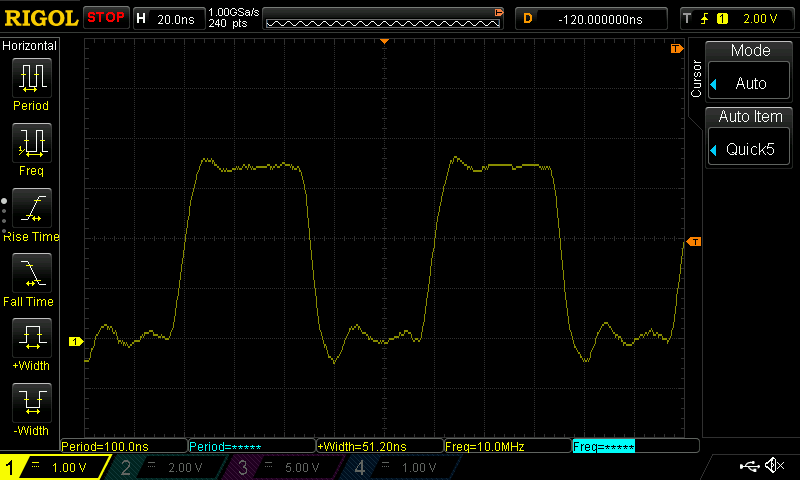 RIGOL STOP H 20.0ns 1.00GSa/s 240 pts D -120.000000ns T 1 2.00 V
Horizontal
Period
Freq
Rise Time
Fall Time
+Width
-Width
T
T
1
Cursor
Mode
Auto
Auto Item
Quick5
Period=100.0ns Period=***** +Width=51.20ns Freq=10.0MHz Freq=*****
1 1.00 V 2 2.00 V 3 5.00 V 4 1.00 V